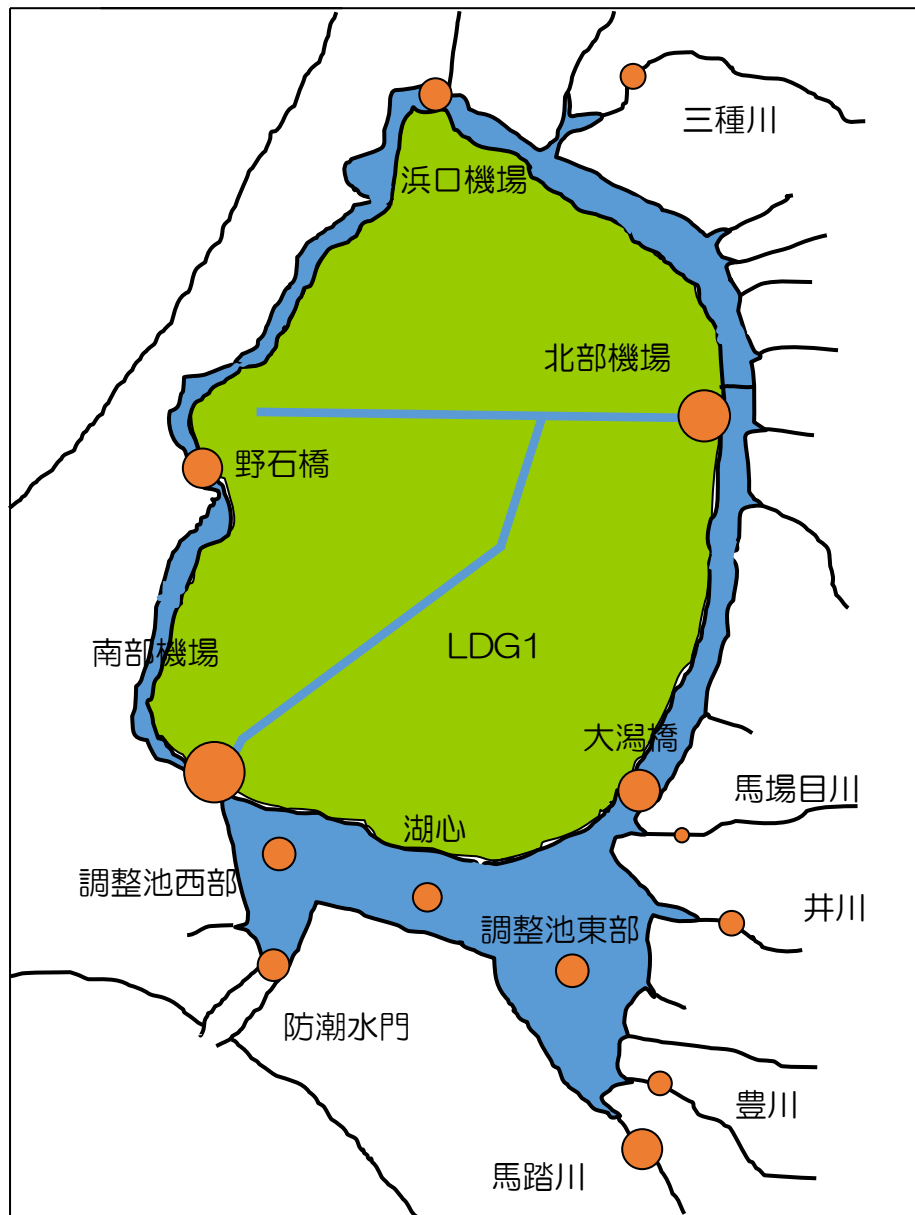 三種川
浜口機場
北部機場
野石橋
LDG1
南部機場
大潟橋
馬場目川
湖心
調整池西部
井川
調整池東部
防潮水門
豊川
馬踏川